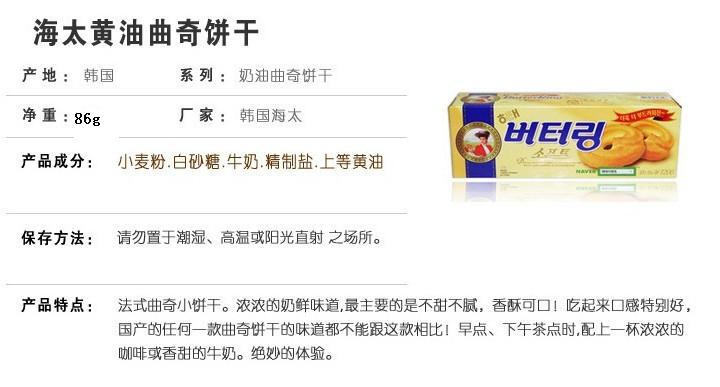 海太黄油曲奇饼干
产 地： 韩国 系 列： 奶油曲奇饼干
净 重：86g 厂 家： 韩国海太
产品成分： 小麦粉.白砂糖.牛奶.精制盐.上等黄油
해태
버터링
소프트
NAVER
保存方法： 请勿置于潮湿、高温或阳光直射 之场所。
产品特点： 法式曲奇小饼干。浓浓的奶鲜味道,最主要的是不甜不腻，香酥可口！吃起来口感特别好，
国产的任何一款曲奇饼干的味道都不能跟这款相比！早点、下午茶点时,配上一杯浓浓的
咖啡或香甜的牛奶。绝妙的体验。